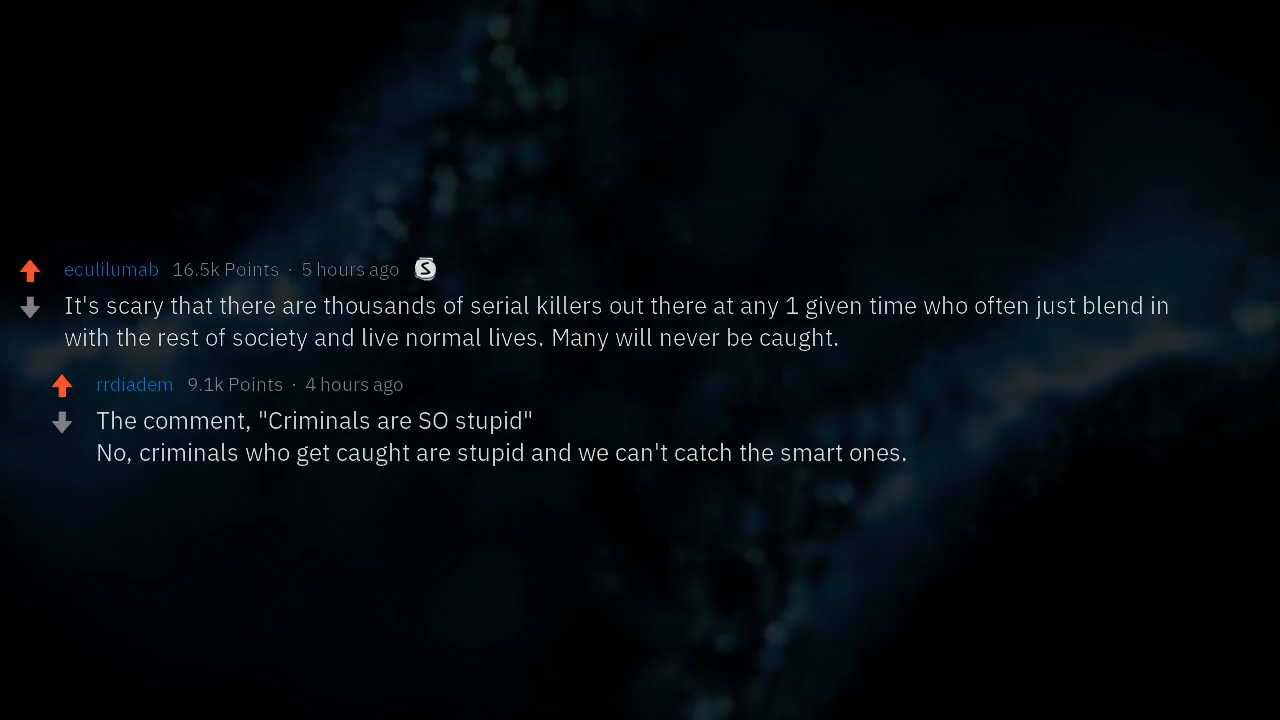 eculilumab 16.5k Points · 5 hours ago S
It's scary that there are thousands of serial killers out there at any 1 given time who often just blend in
with the rest of society and live normal lives. Many will never be caught.
rrdiadem 9.1k Points · 4 hours ago
The comment, "Criminals are SO stupid"
No, criminals who get caught are stupid and we can't catch the smart ones.